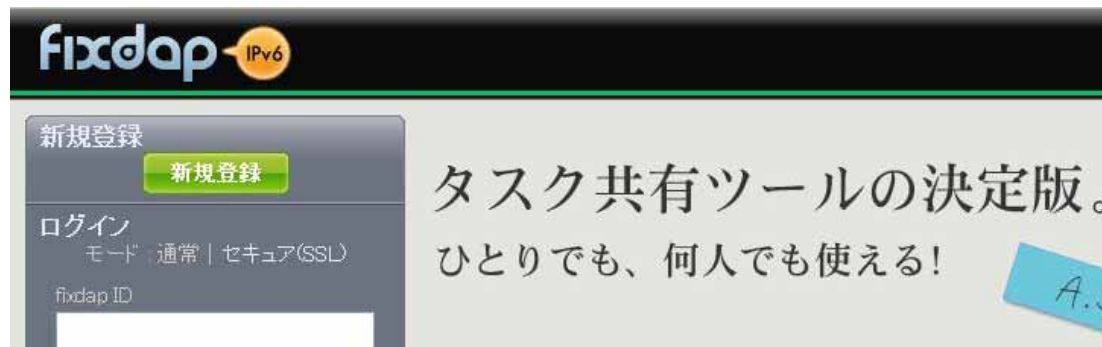 fixdap IPv6
新規登録
新規登録
ログイン
モード : 通常 | セキュア(SSL)
fixdap ID
タスク共有ツールの決定版。
ひとりでも、何人でも使える!